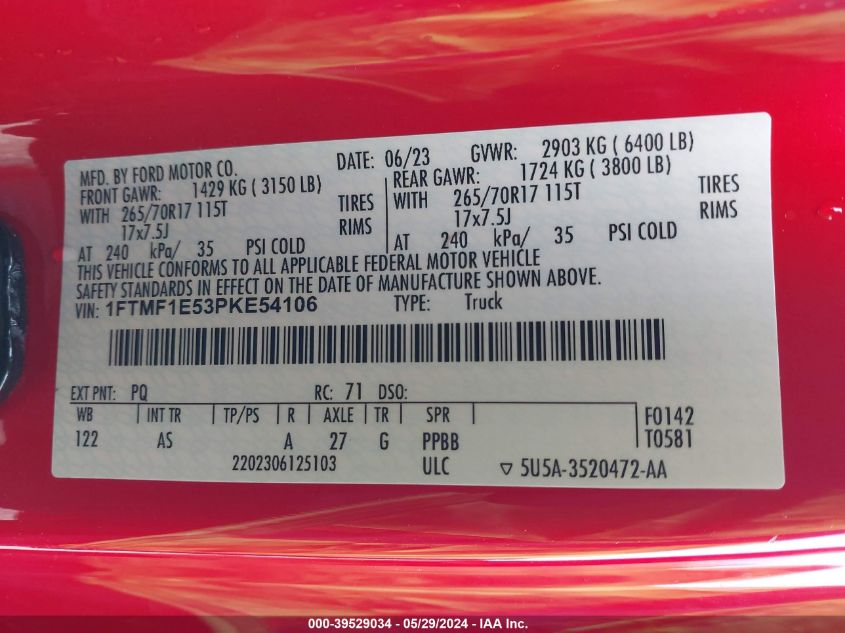 MFD. BY FORD MOTOR CO. DATE: 06/23 GVWR: 2903 KG ( 6400 LB)
FRONT GAWR: 1429 KG ( 3150 LB) REAR GAWR: 1724 KG ( 3800 LB)
WITH 265/70R17 115T TIRES WITH 265/70R17 115T TIRES
17x7.5J RIMS 17x7.5J RIMS
AT 240 kPa/ 35 PSI COLD AT 240 kPa/ 35 PSI COLD
THIS VEHICLE CONFORMS TO ALL APPLICABLE FEDERAL MOTOR VEHICLE
SAFETY STANDARDS IN EFFECT ON THE DATE OF MANUFACTURE SHOWN ABOVE.
VIN: 1FTMF1E53PKE54106 TYPE: Truck
EXT PNT: PQ RC: 71 DSO:
WB INT TR TP/PS R AXLE TR SPR F0142
122 AS A 27 G PPBB T0581
2202306125103 ULC ▽ 5U5A-3520472-AA
000-39529034 - 05/29/2024 - IAA Inc.